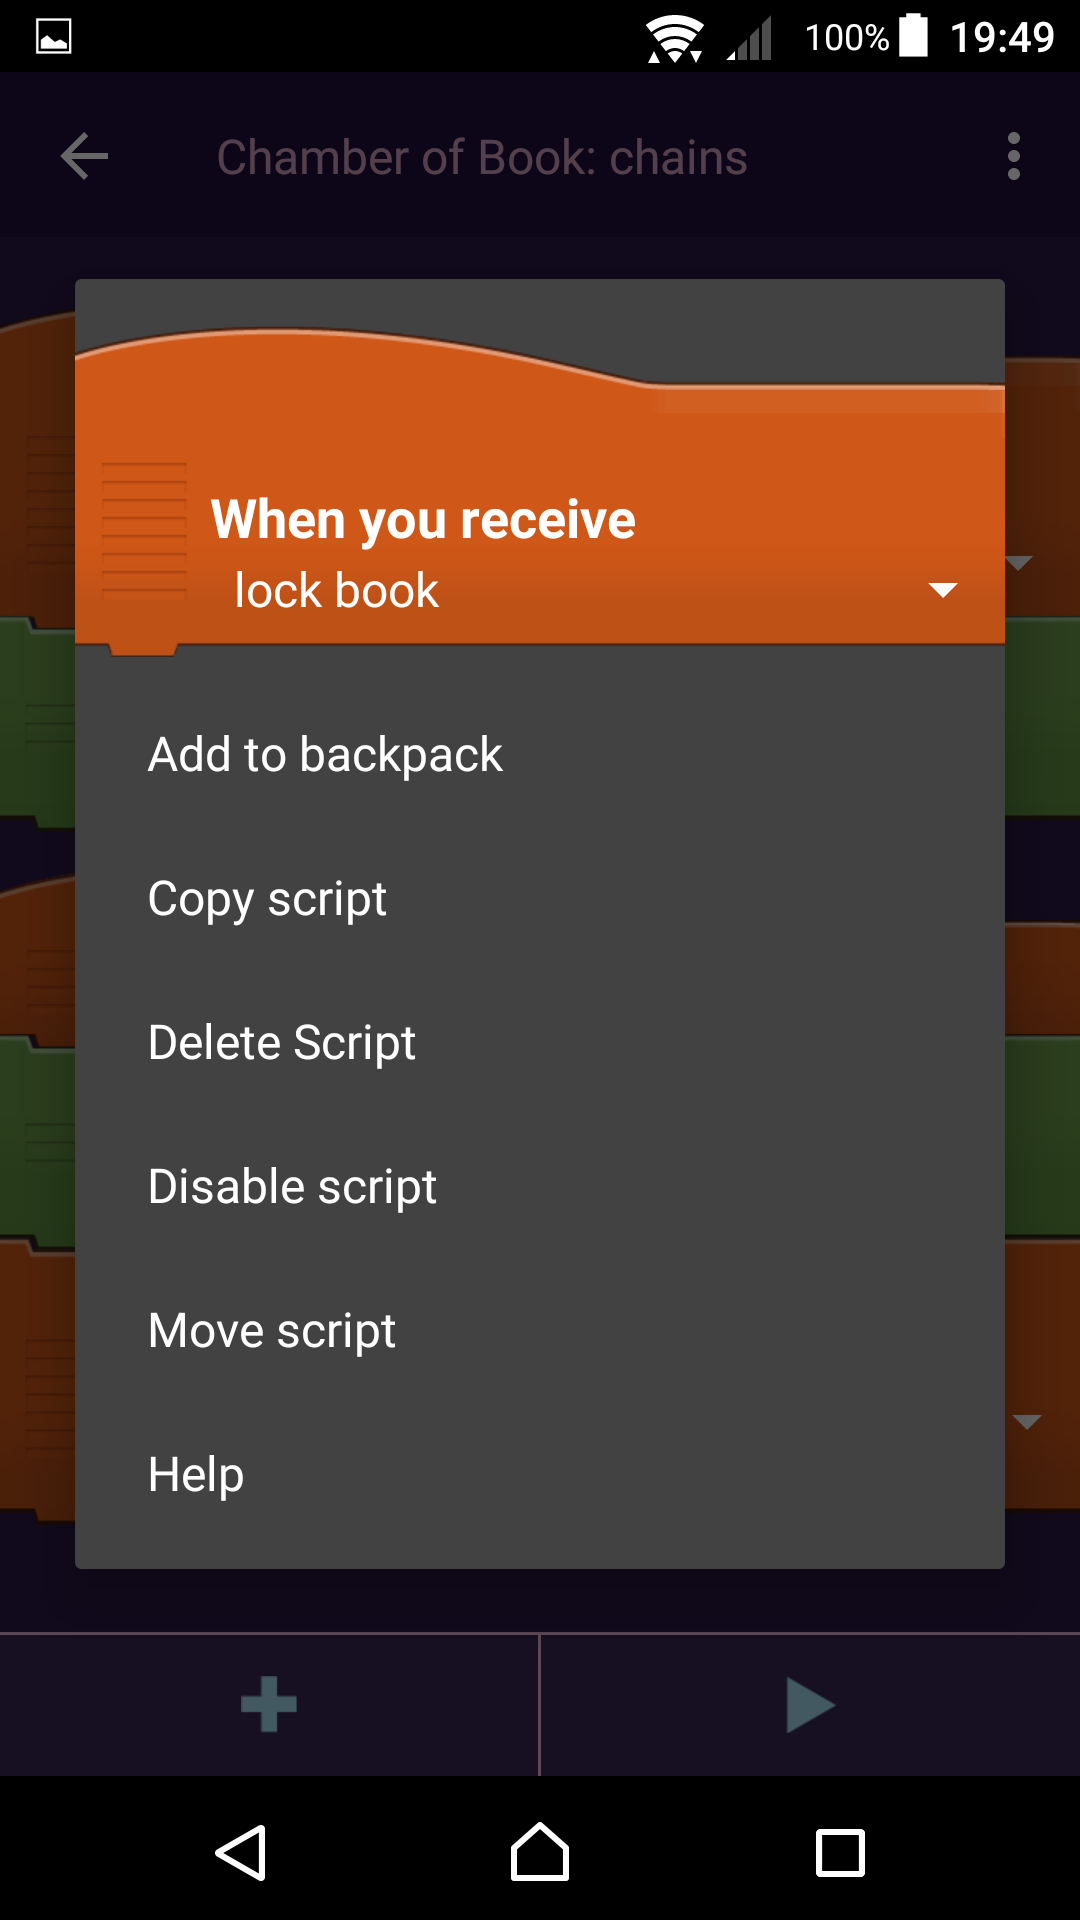 100% 19:49
Chamber of Book: chains
When you receive
lock book
Add to backpack
Copy script
Delete Script
Disable script
Move script
Help